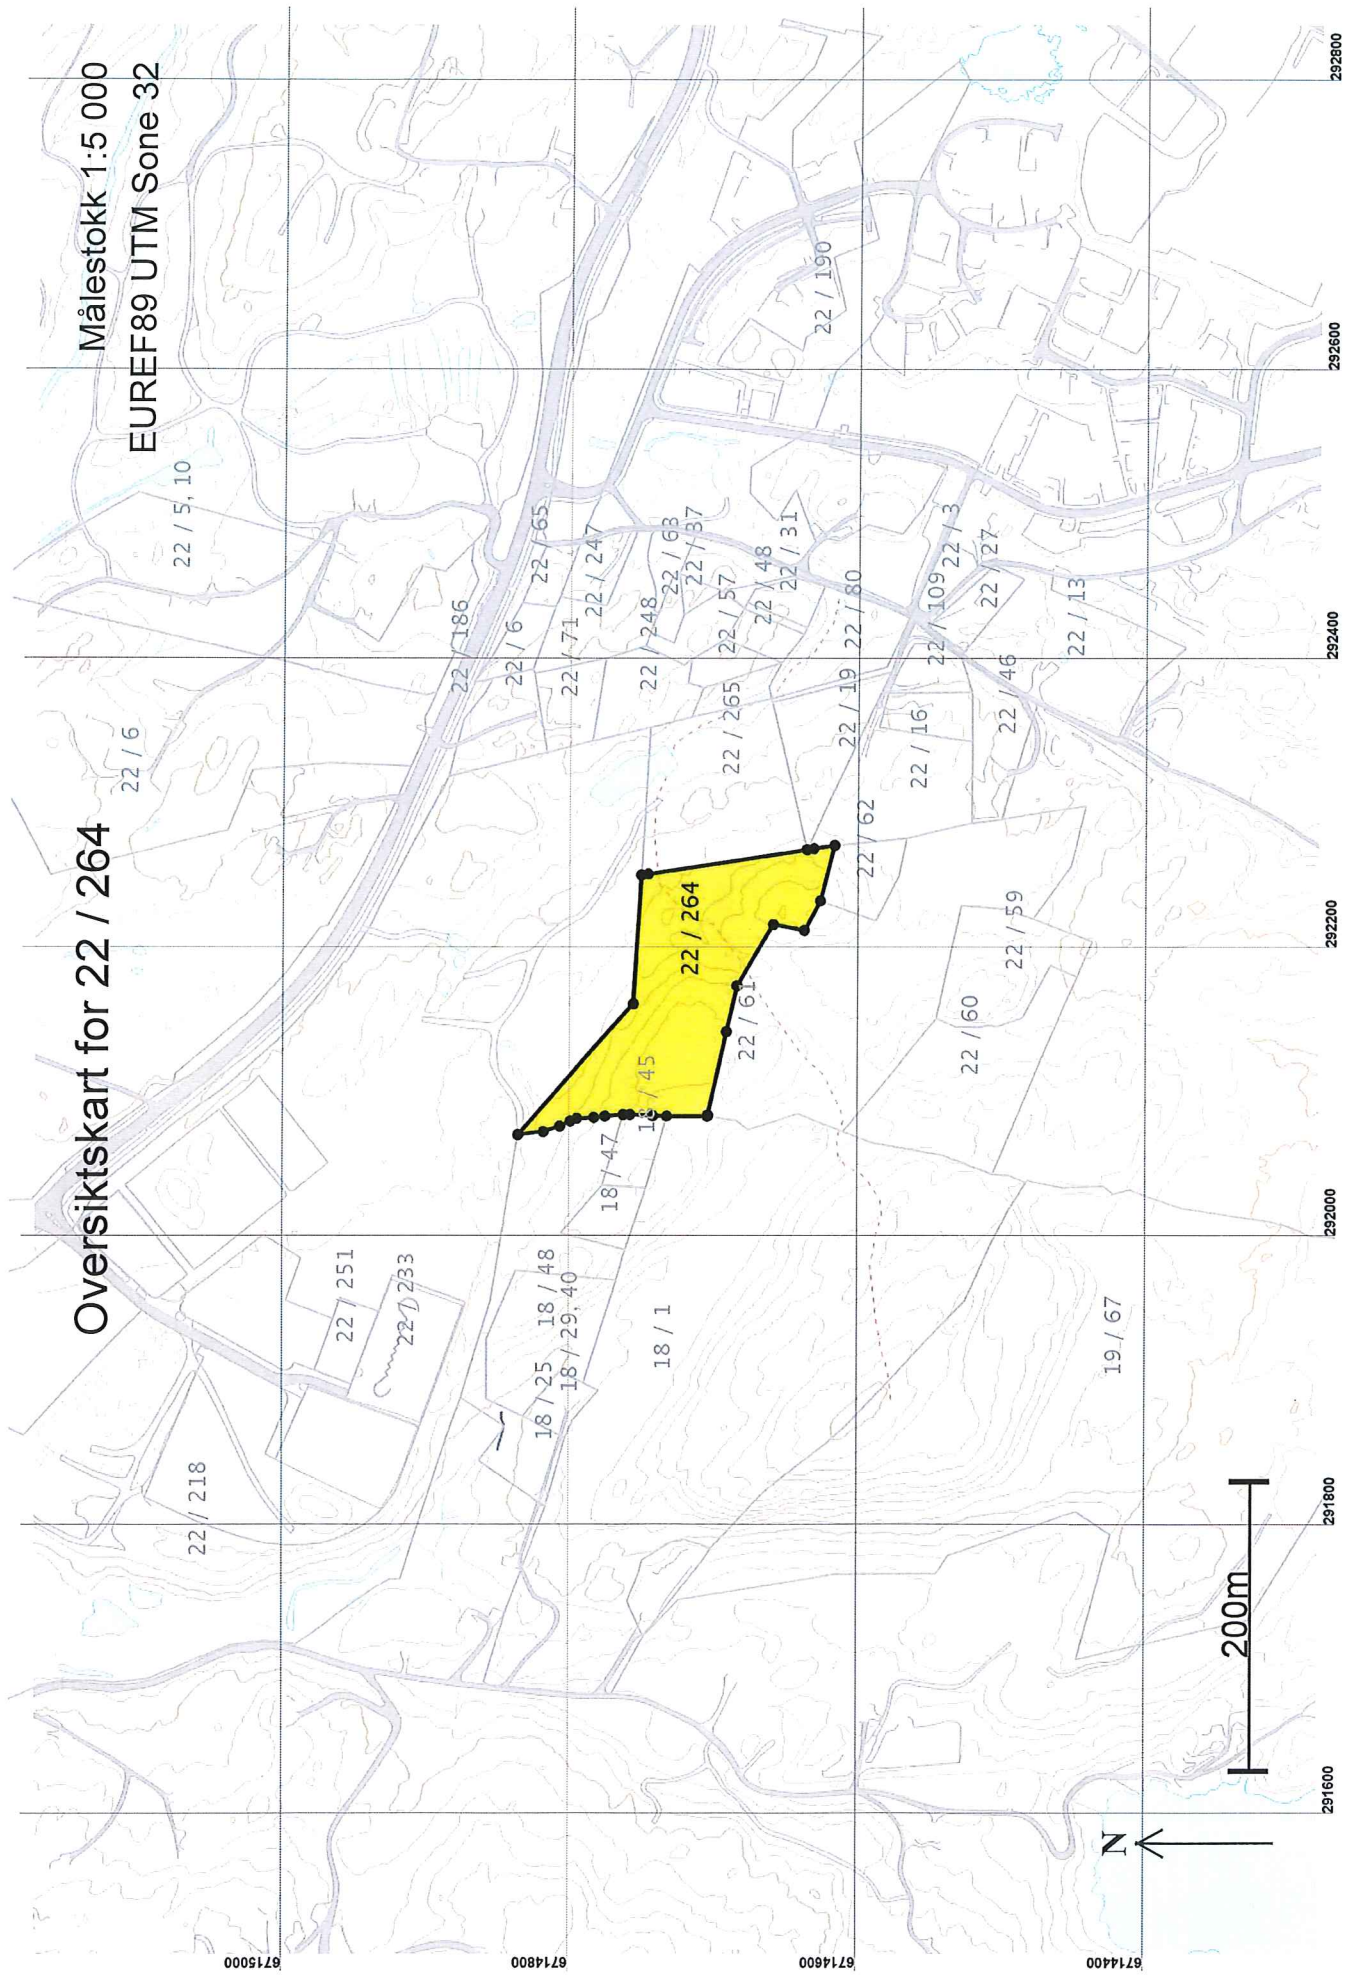 Oversiktskart for 22 / 264
Målestokk 1:5 000
EUREF89 UTM Sone 32
22 / 6
22 / 5, 10
22 / 218
22 / 251
22 / 233
22 / 186
22 / 6
22 / 65
22 / 71
22 / 247
22 / 248
22 / 63
22 / 37
22 / 57
22 / 265
22 / 48
22 / 31
22 / 190
22 / 80
22 / 19
22 / 109
22 / 3
22 / 27
22 / 16
22 / 46
22 / 13
22 / 62
22 / 264
22 / 61
22 / 59
22 / 60
18 / 45
18 / 47
18 / 48
18 / 29, 40
18 / 25
18 / 1
19 / 67
200m
N
6715000
6714800
6714600
6714400
291600
291800
292000
292200
292400
292600
292800